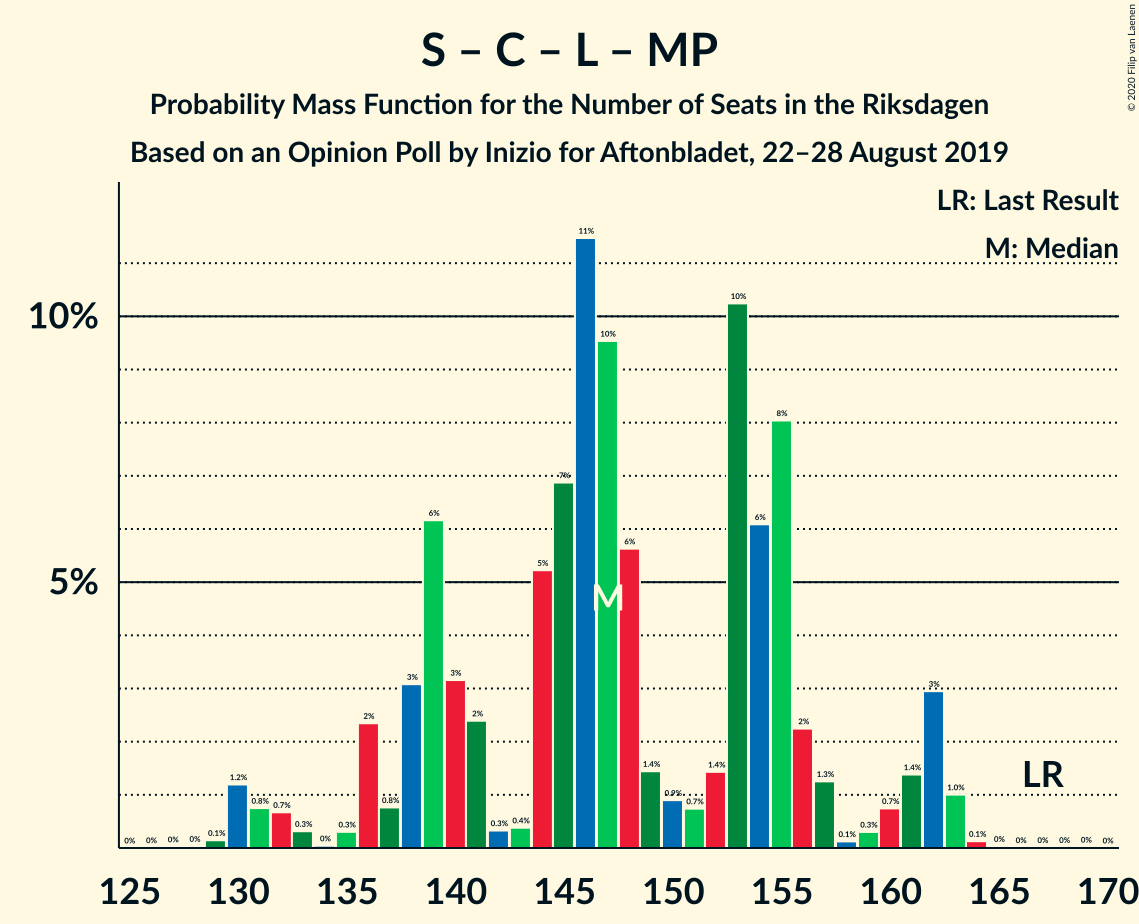 S – C – L – MP
Probability Mass Function for the Number of Seats in the Riksdagen
Based on an Opinion Poll by Inizio for Aftonbladet, 22–28 August 2019
© 2020 Filip van Laenen
LR: Last Result
M: Median
10%
5%
0% 0% 0% 0% 0.1% 1.2% 0.8% 0.7% 0.3% 0% 0.3% 2% 0.8% 3% 6% 3% 2% 0.3% 0.4% 5% 7% 11% 10% 6% 1.4% 0.9% 0.7% 1.4% 10% 6% 8% 2% 1.3% 0.1% 0.3% 0.7% 1.4% 3% 1.0% 0.1% 0% 0% 0% 0% 0% 0%
M
LR
125 130 135 140 145 150 155 160 165 170